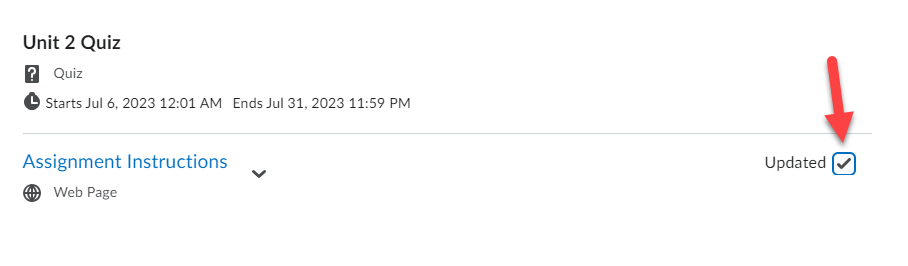 Unit 2 Quiz
Quiz
Starts Jul 6, 2023 12:01 AM Ends Jul 31, 2023 11:59 PM
Assignment Instructions
Updated
Web Page